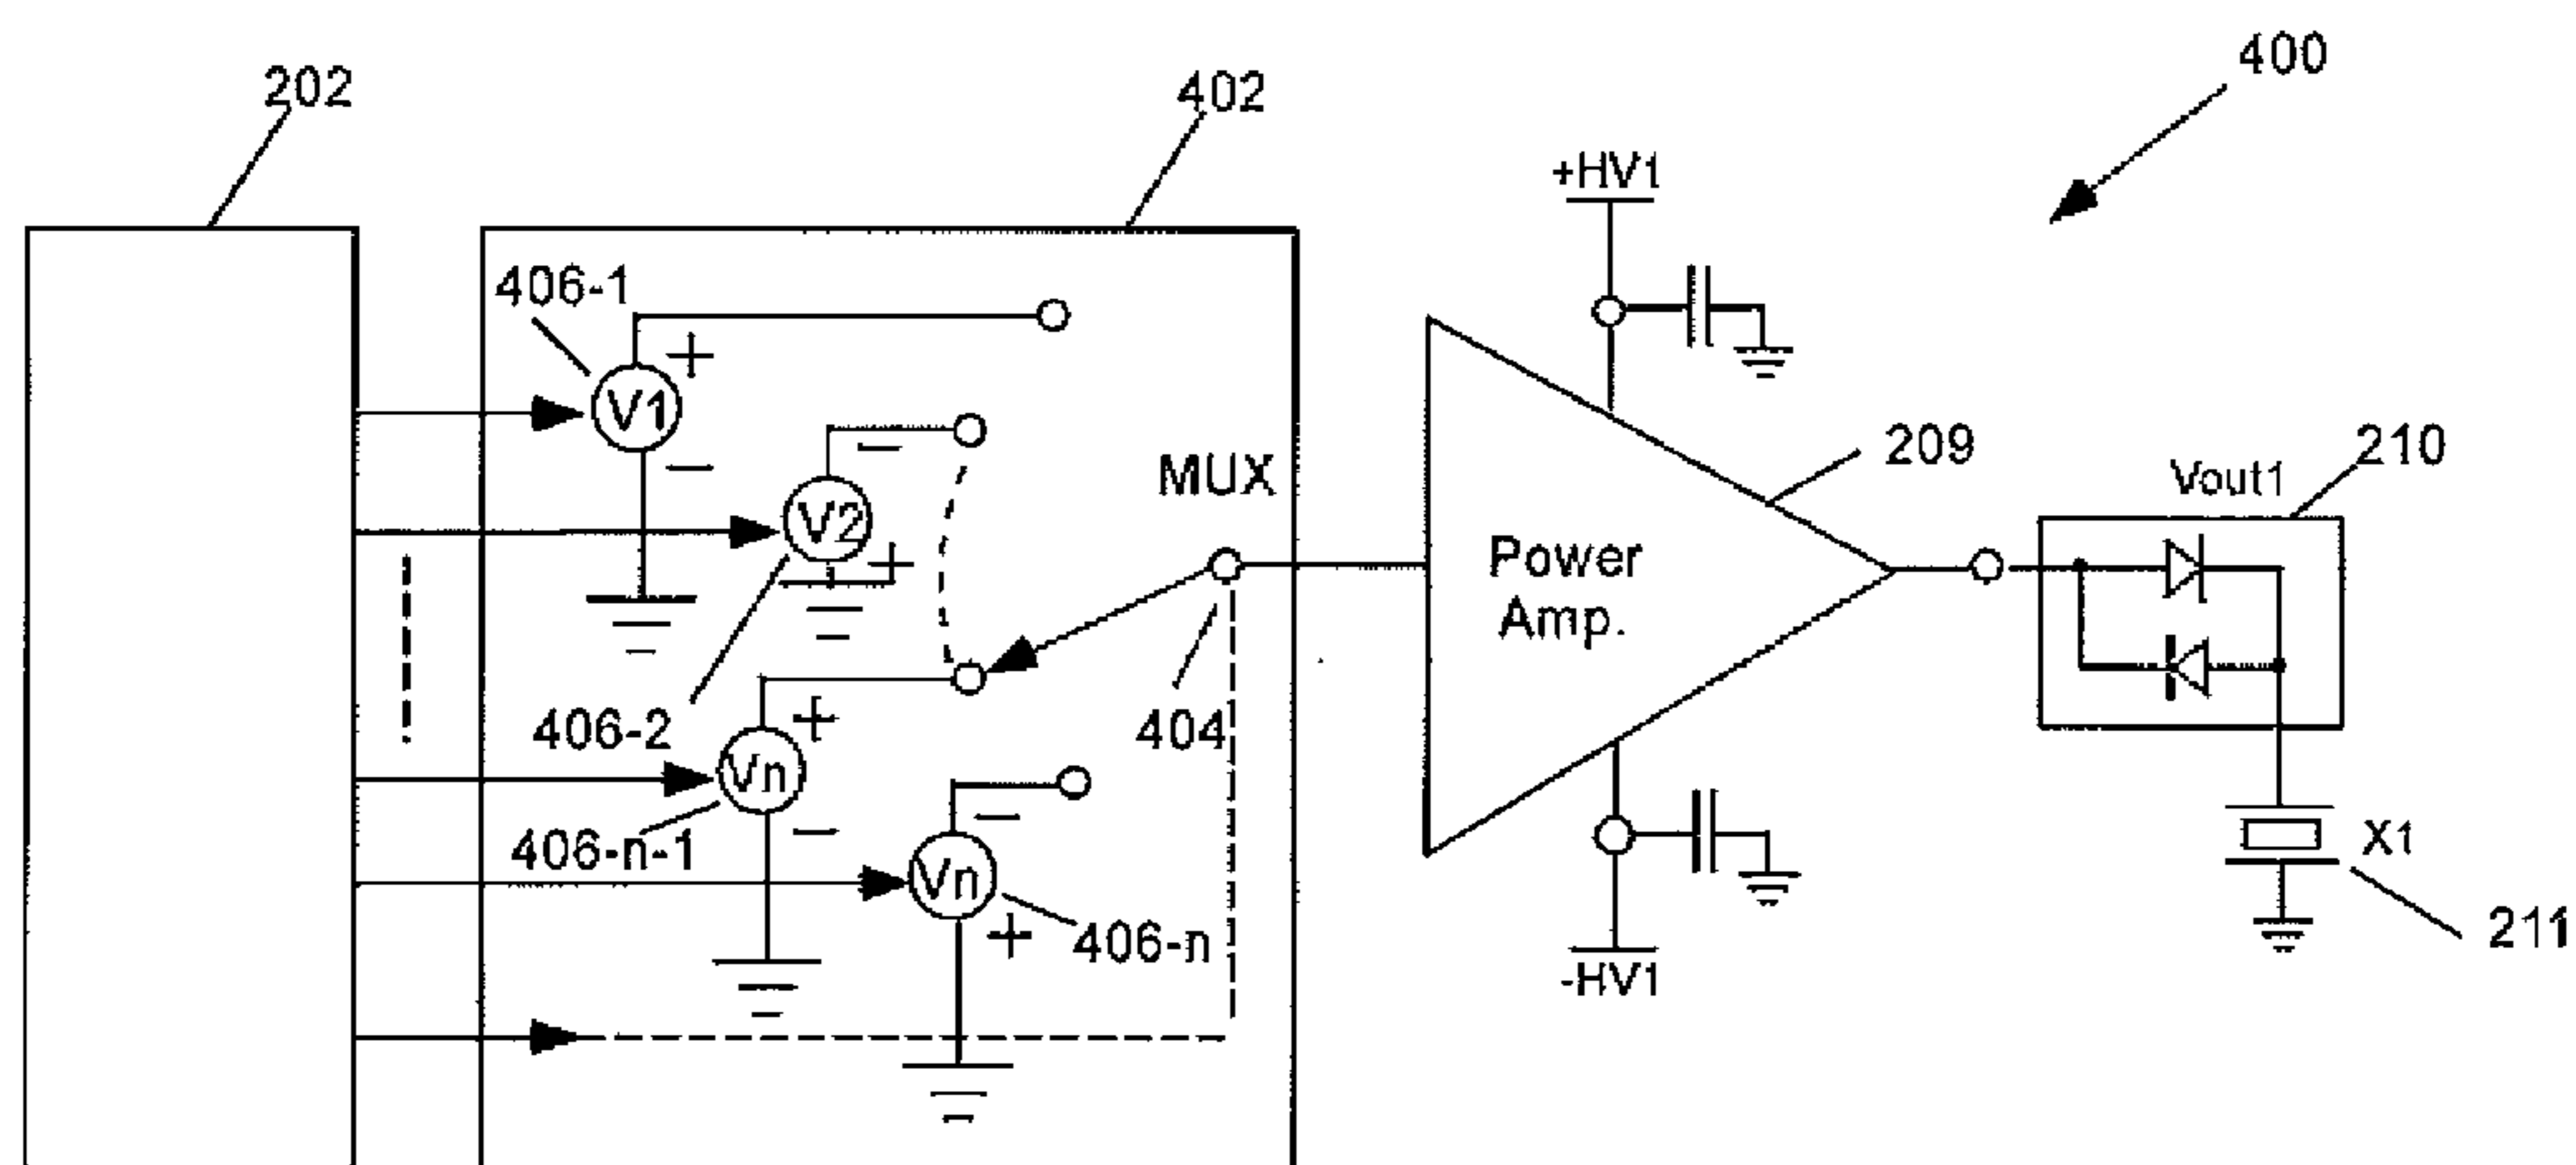 202
402
400
+HV1
406-1
+
V1
−
−
V2
+
MUX
209
Vout1
210
Power
Amp.
406-2
+
404
Vn
−
−
406-n-1
Vn
+
406-n
-HV1
X1
211